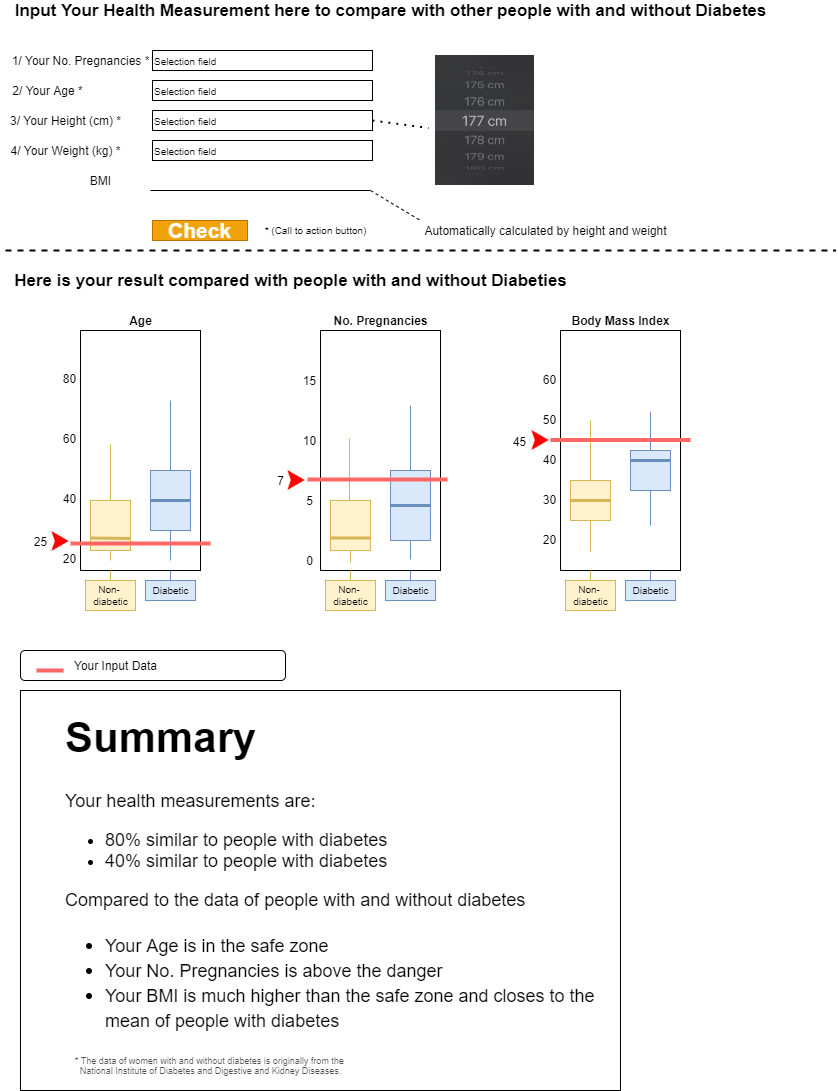 Input Your Health Measurement here to compare with other people with and without Diabetes
1/ Your No. Pregnancies * Selection field
2/ Your Age * Selection field
3/ Your Height (cm) * Selection field
4/ Your Weight (kg) * Selection field
174 cm
175 cm
176 cm
177 cm
178 cm
179 cm
180 cm
BMI
Check * (Call to action button) Automatically calculated by height and weight
Here is your result compared with people with and without Diabeties
Age No. Pregnancies Body Mass Index
80
60
40
25
20
Non-
diabetic
Diabetic
15
10
7
5
0
Non-
diabetic
Diabetic
60
50
45
40
30
20
Non-
diabetic
Diabetic
Your Input Data
Summary
Your health measurements are:
• 80% similar to people with diabetes
• 40% similar to people with diabetes
Compared to the data of people with and without diabetes
• Your Age is in the safe zone
• Your No. Pregnancies is above the danger
• Your BMI is much higher than the safe zone and closes to the
mean of people with diabetes
* The data of women with and without diabetes is originally from the
National Institute of Diabetes and Digestive and Kidney Diseases.